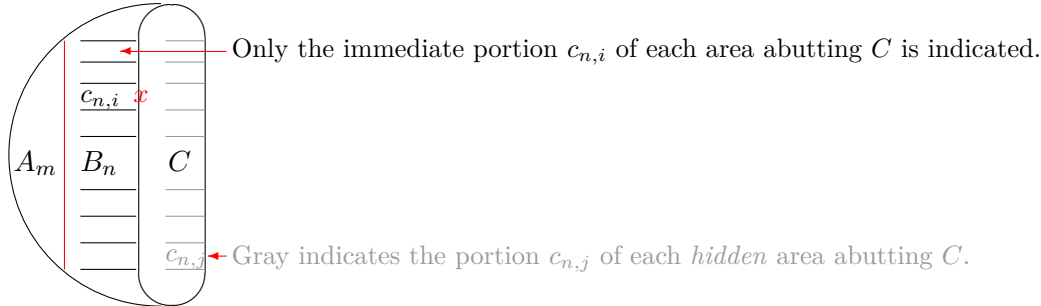 Only the immediate portion c_{n,i} of each area abutting C is indicated.
c_{n,i} x
A_m B_n C
c_{n,j} Gray indicates the portion c_{n,j} of each hidden area abutting C.